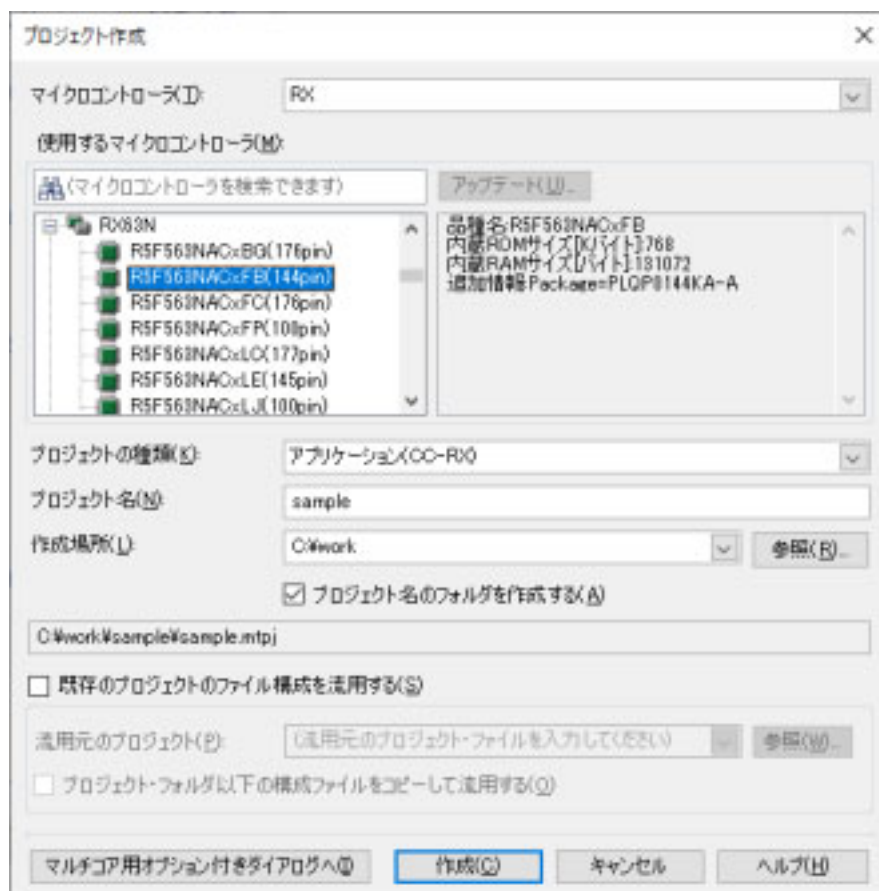 プロジェクト作成
マイクロコントローラ(T): RX
使用するマイクロコントローラ(M):
(マイクロコントローラを検索できます) アップデート(U)...
RX63N
R5F563NACxBG(176pin)
R5F563NACxFB(144pin)
R5F563NACxFC(176pin)
R5F563NACxFP(100pin)
R5F563NACxLC(177pin)
R5F563NACxLE(145pin)
R5F563NACxLJ(100pin)
品種名:R5F563NACxFB
内蔵ROMサイズ[Kバイト]:768
内蔵RAMサイズ[バイト]:131072
追加情報:Package=PLQP0144KA-A
プロジェクトの種類(K): アプリケーション(CC-RX)
プロジェクト名(N): sample
作成場所(L): C:¥work 参照(R)...
プロジェクト名のフォルダを作成する(A)
C:¥work¥sample¥sample.mtpj
既存のプロジェクトのファイル構成を流用する(S)
流用元のプロジェクト(P): (流用元のプロジェクト・ファイルを入力してください) 参照(W)...
プロジェクト・フォルダ以下の構成ファイルをコピーして流用する(O)
マルチコア用オプション付きダイアログへ(I) 作成(C) キャンセル ヘルプ(H)